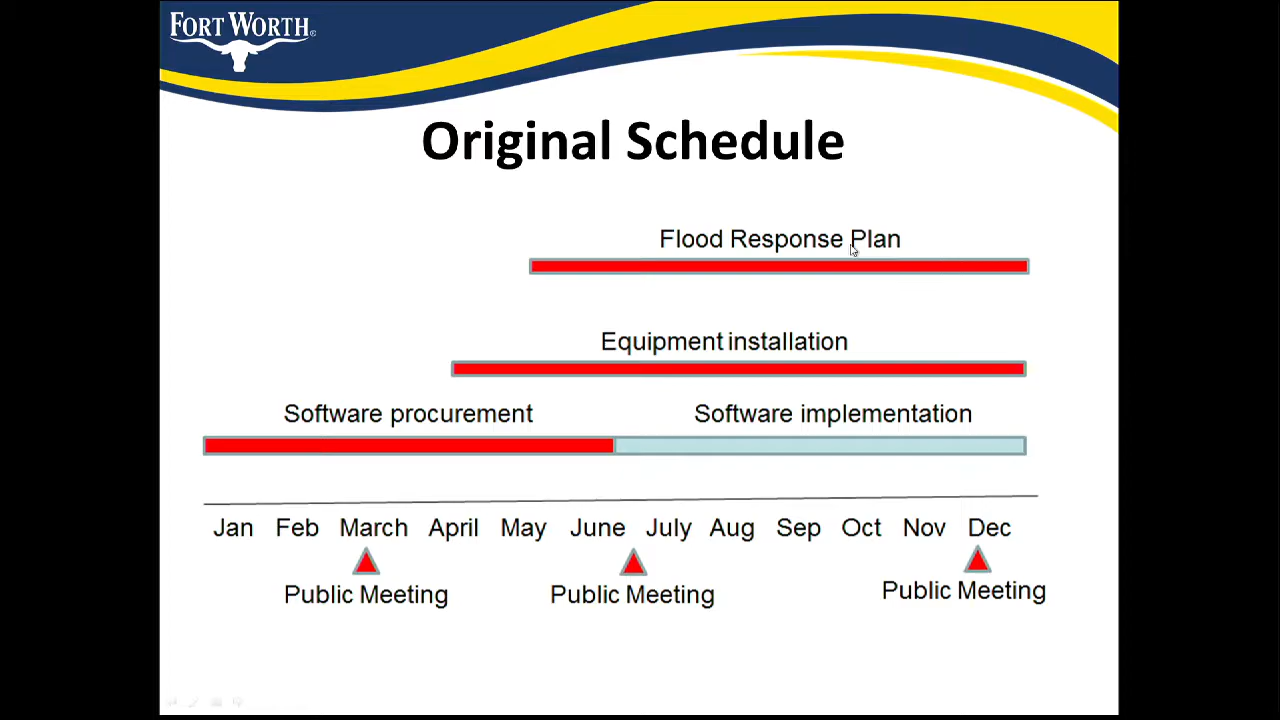 FORT WORTH®
Original Schedule
Flood Response Plan
Equipment installation
Software procurement Software implementation
Jan Feb March April May June July Aug Sep Oct Nov Dec
Public Meeting Public Meeting Public Meeting